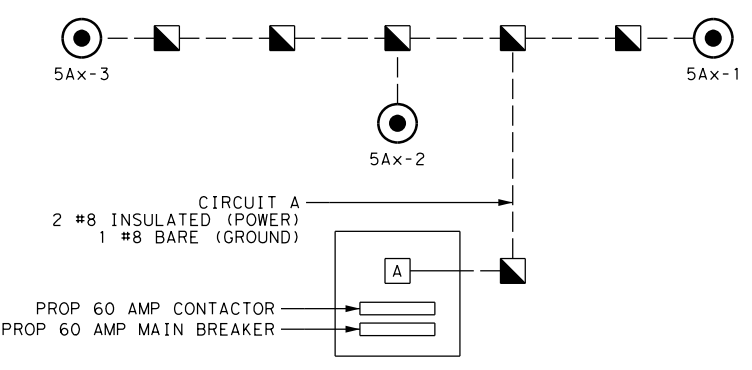 5Ax-3
5Ax-1
5Ax-2
CIRCUIT A
2 #8 INSULATED (POWER)
1 #8 BARE (GROUND)
A
PROP 60 AMP CONTACTOR
PROP 60 AMP MAIN BREAKER